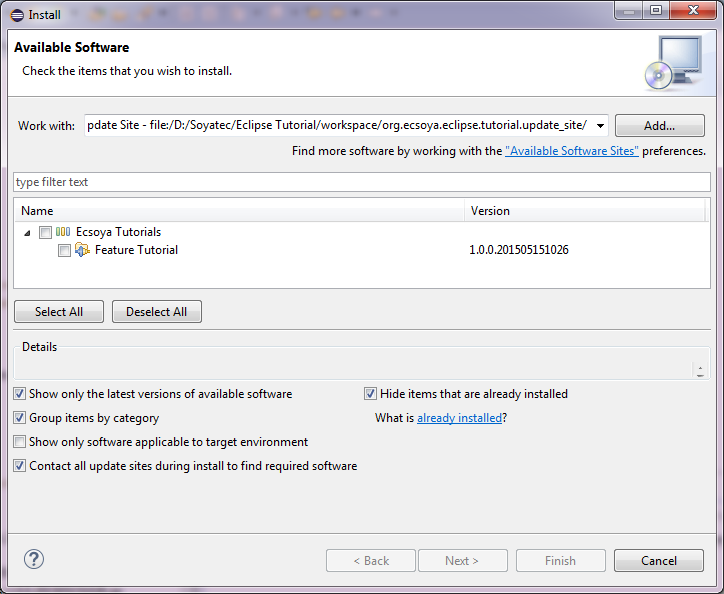 Install
Available Software
Check the items that you wish to install.
Work with: pdate Site - file:/D:/Soyatec/Eclipse Tutorial/workspace/org.ecsoya.eclipse.tutorial.update_site/ Add...
Find more software by working with the "Available Software Sites" preferences.
type filter text
Name Version
Ecsoya Tutorials
Feature Tutorial 1.0.0.201505151026
Select All Deselect All
Details
Show only the latest versions of available software Hide items that are already installed
Group items by category What is already installed?
Show only software applicable to target environment
Contact all update sites during install to find required software
? < Back Next > Finish Cancel